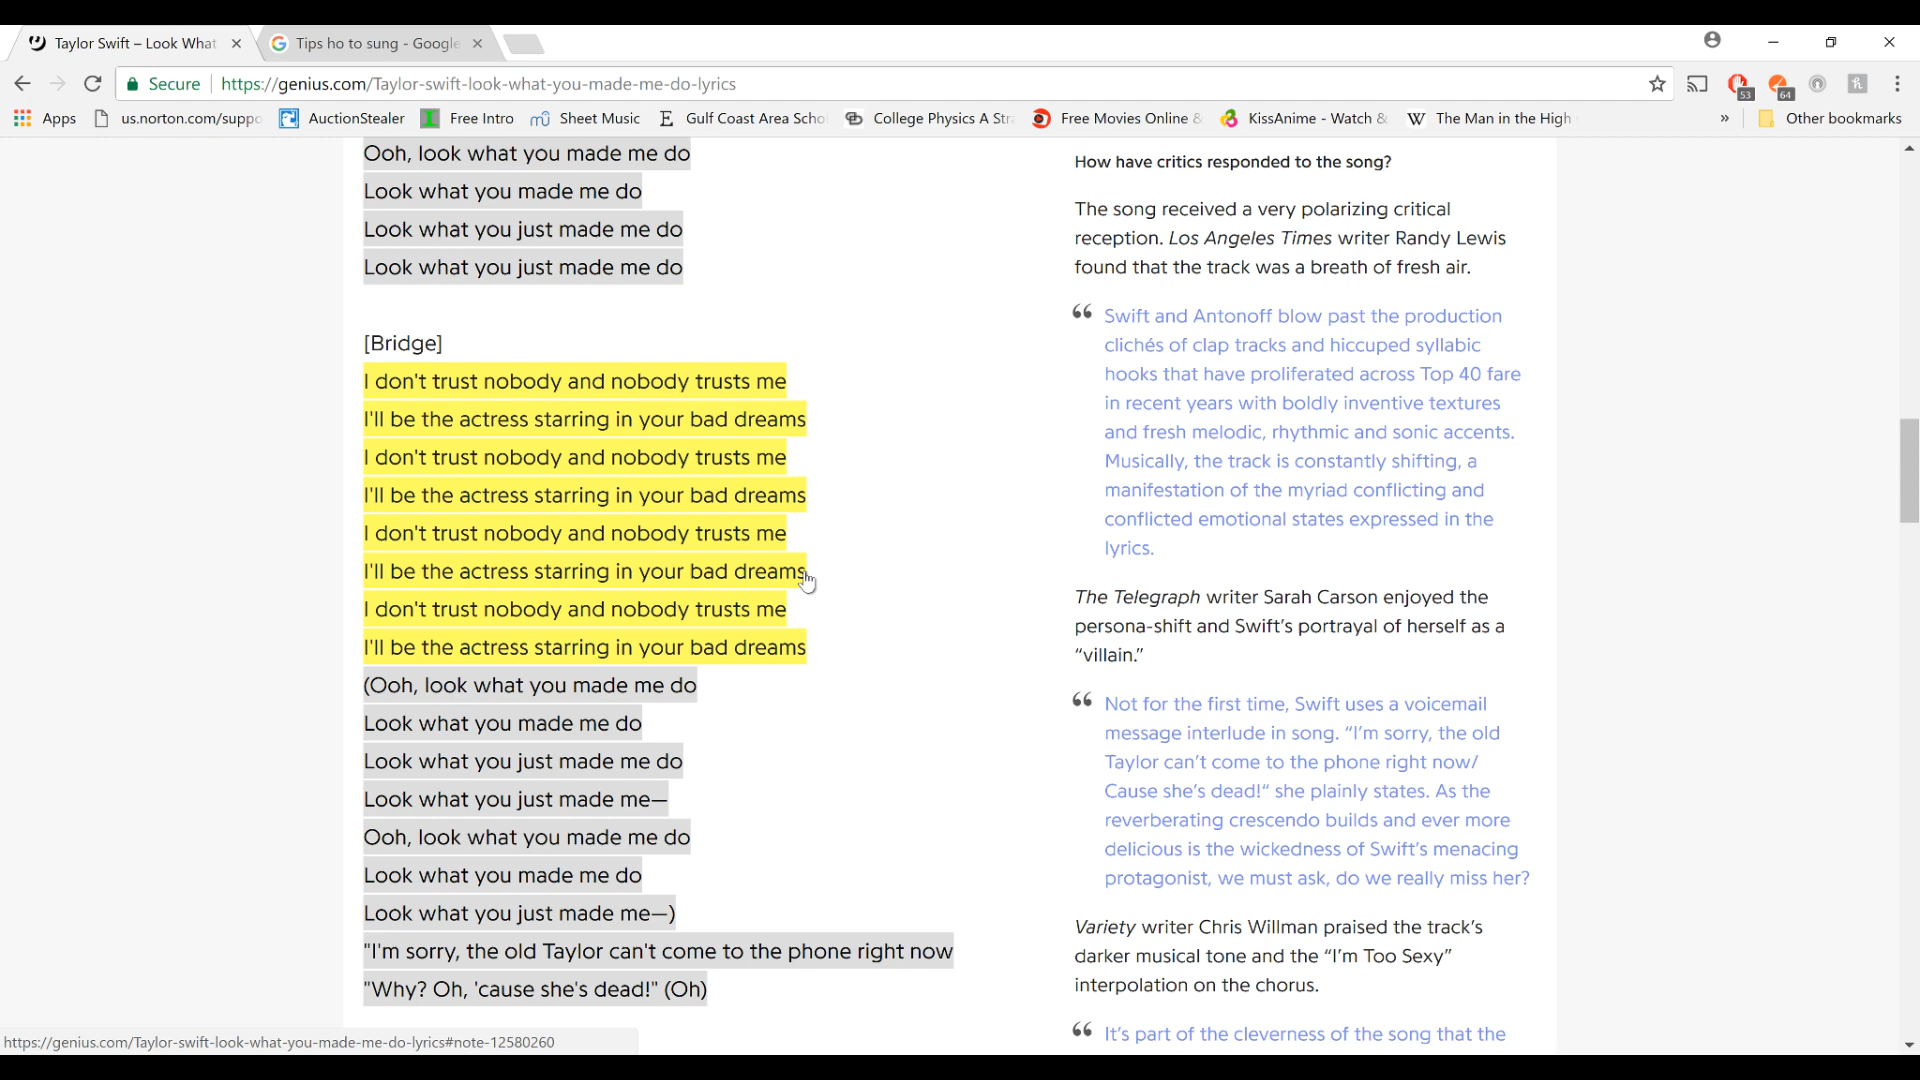 Taylor Swift – Look What
Tips ho to sung - Google
Secure
https://genius.com/Taylor-swift-look-what-you-made-me-do-lyrics
53
64
Apps
us.norton.com/suppo
AuctionStealer
Free Intro
Sheet Music
Gulf Coast Area Scho
College Physics A Stra
Free Movies Online &
KissAnime - Watch &
The Man in the High
»
Other bookmarks
Ooh, look what you made me do
Look what you made me do
Look what you just made me do
Look what you just made me do
[Bridge]
I don't trust nobody and nobody trusts me
I'll be the actress starring in your bad dreams
I don't trust nobody and nobody trusts me
I'll be the actress starring in your bad dreams
I don't trust nobody and nobody trusts me
I'll be the actress starring in your bad dreams
I don't trust nobody and nobody trusts me
I'll be the actress starring in your bad dreams
(Ooh, look what you made me do
Look what you made me do
Look what you just made me do
Look what you just made me—
Ooh, look what you made me do
Look what you made me do
Look what you just made me—)
"I'm sorry, the old Taylor can't come to the phone right now
"Why? Oh, 'cause she's dead!" (Oh)
How have critics responded to the song?
The song received a very polarizing critical
reception. Los Angeles Times writer Randy Lewis
found that the track was a breath of fresh air.
“ Swift and Antonoff blow past the production
clichés of clap tracks and hiccuped syllabic
hooks that have proliferated across Top 40 fare
in recent years with boldly inventive textures
and fresh melodic, rhythmic and sonic accents.
Musically, the track is constantly shifting, a
manifestation of the myriad conflicting and
conflicted emotional states expressed in the
lyrics.
The Telegraph writer Sarah Carson enjoyed the
persona-shift and Swift’s portrayal of herself as a
“villain.”
“ Not for the first time, Swift uses a voicemail
message interlude in song. “I’m sorry, the old
Taylor can’t come to the phone right now/
Cause she’s dead!“ she plainly states. As the
reverberating crescendo builds and ever more
delicious is the wickedness of Swift’s menacing
protagonist, we must ask, do we really miss her?
Variety writer Chris Willman praised the track’s
darker musical tone and the “I’m Too Sexy”
interpolation on the chorus.
“ It’s part of the cleverness of the song that the
https://genius.com/Taylor-swift-look-what-you-made-me-do-lyrics#note-12580260